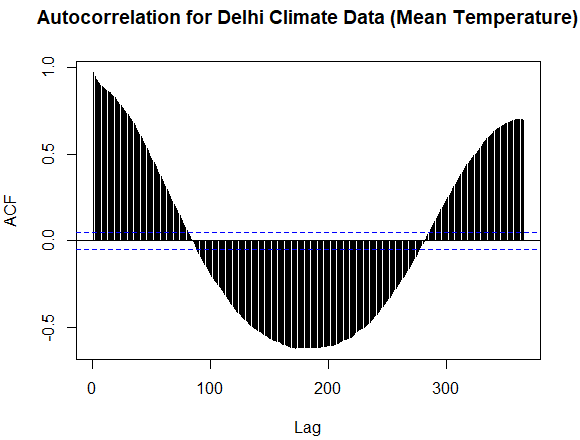 Autocorrelation for Delhi Climate Data (Mean Temperature)
ACF
1.0
0.5
0.0
-0.5
0 100 200 300
Lag